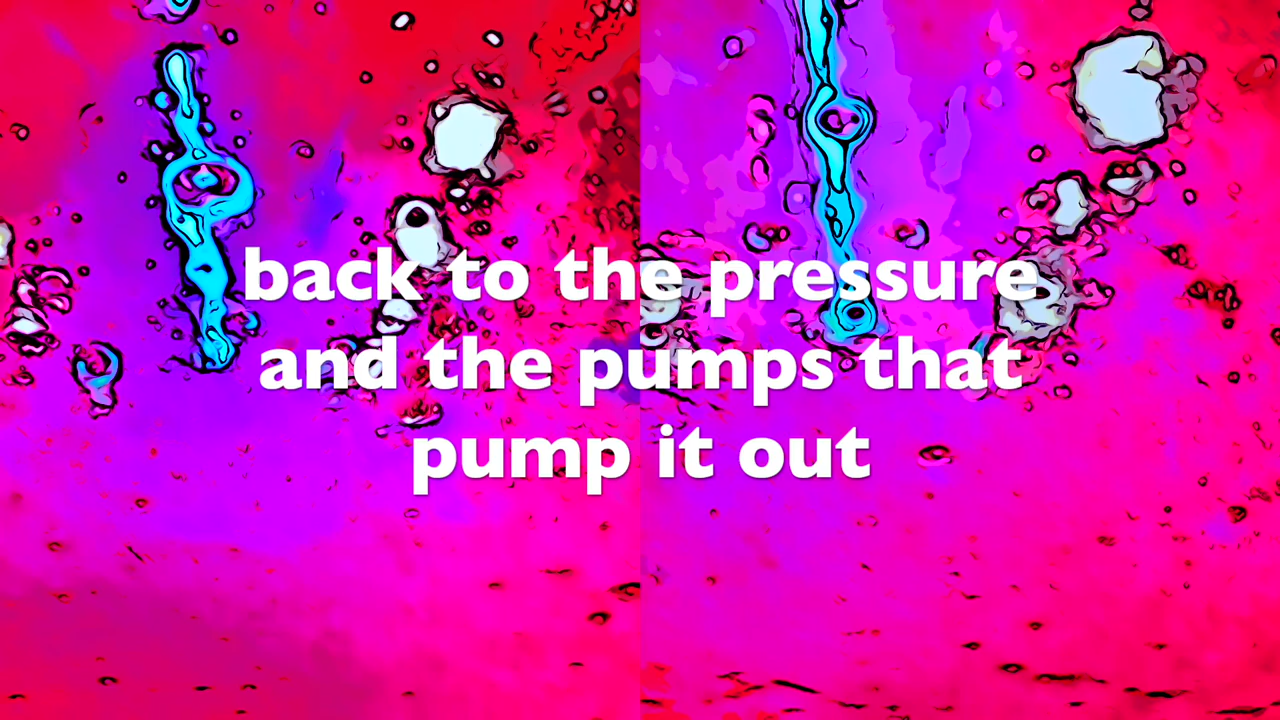 back to the pressure
and the pumps that
pump it out